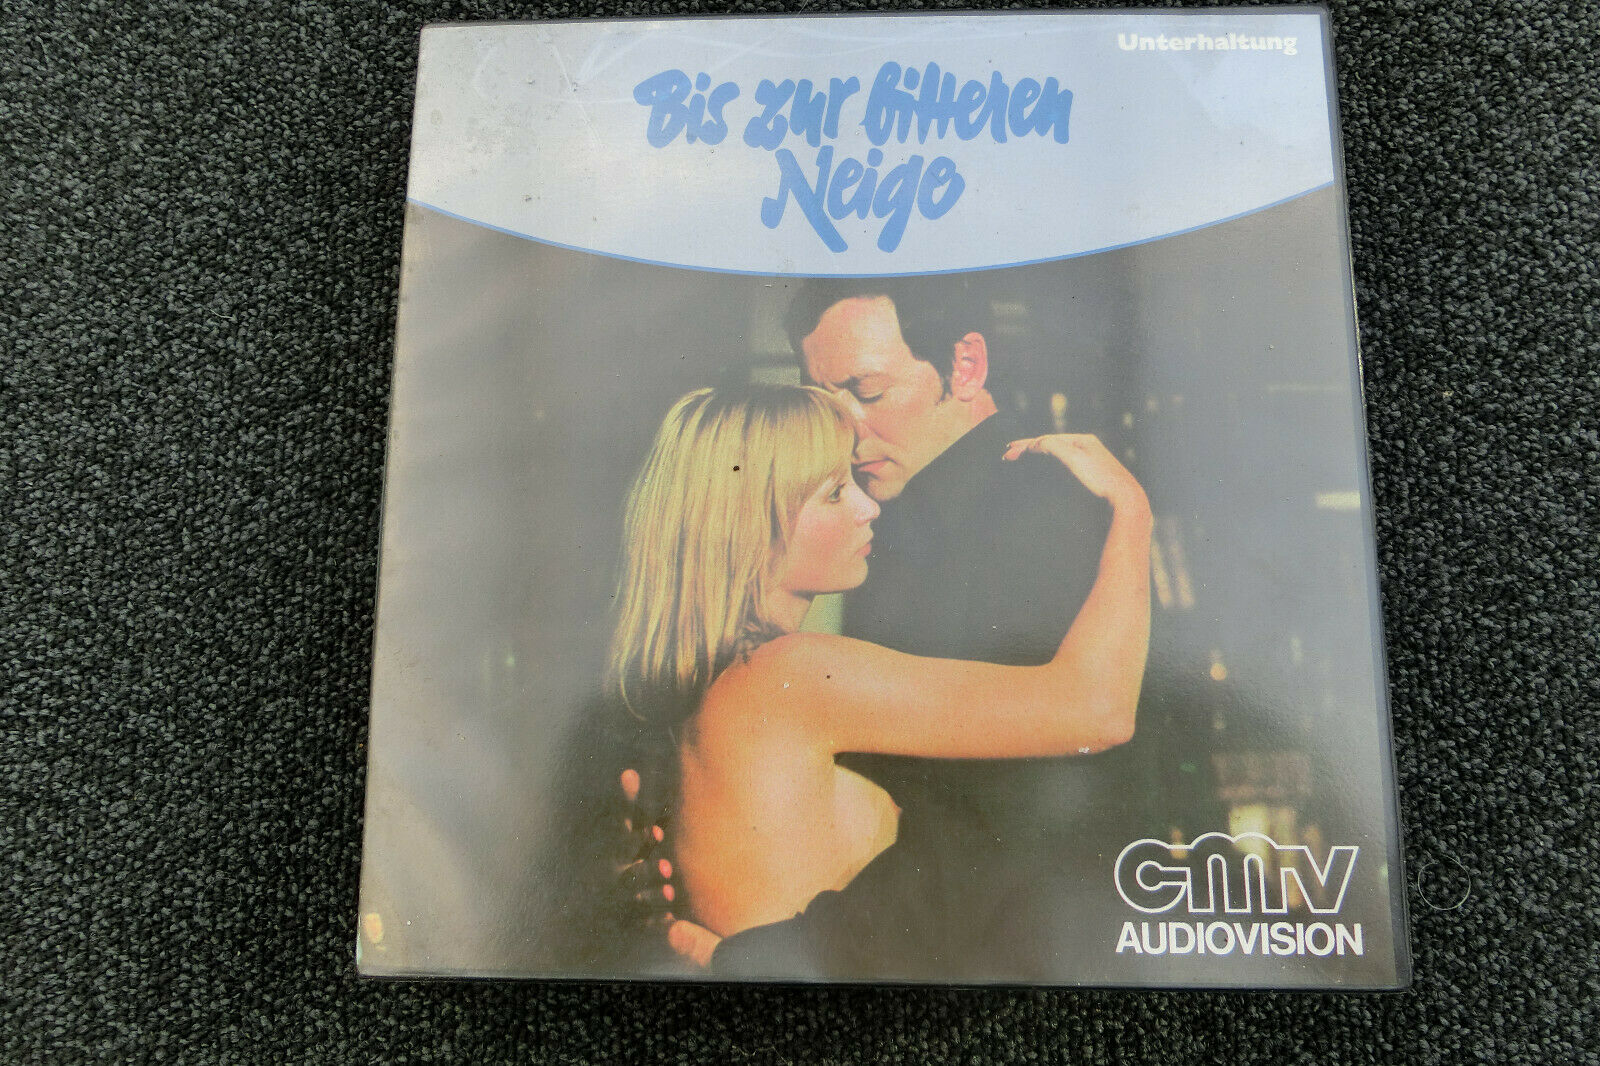 Unterhaltung
Bis zur bitteren
Neige
cmv
AUDIOVISION